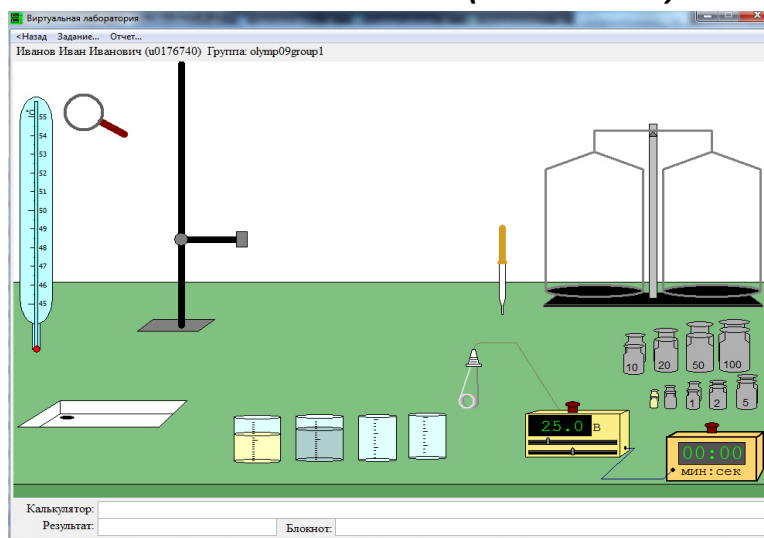 Виртуальная лаборатория
<Назад Задание... Отчет...
Иванов Иван Иванович (u0176740) Группа: olymp09group1
°C
55
54
53
52
51
50
49
48
47
46
45
10 20 50 100
1 2 5
25.0 В
00:00
мин:сек
Калькулятор:
Результат:
Блокнот: